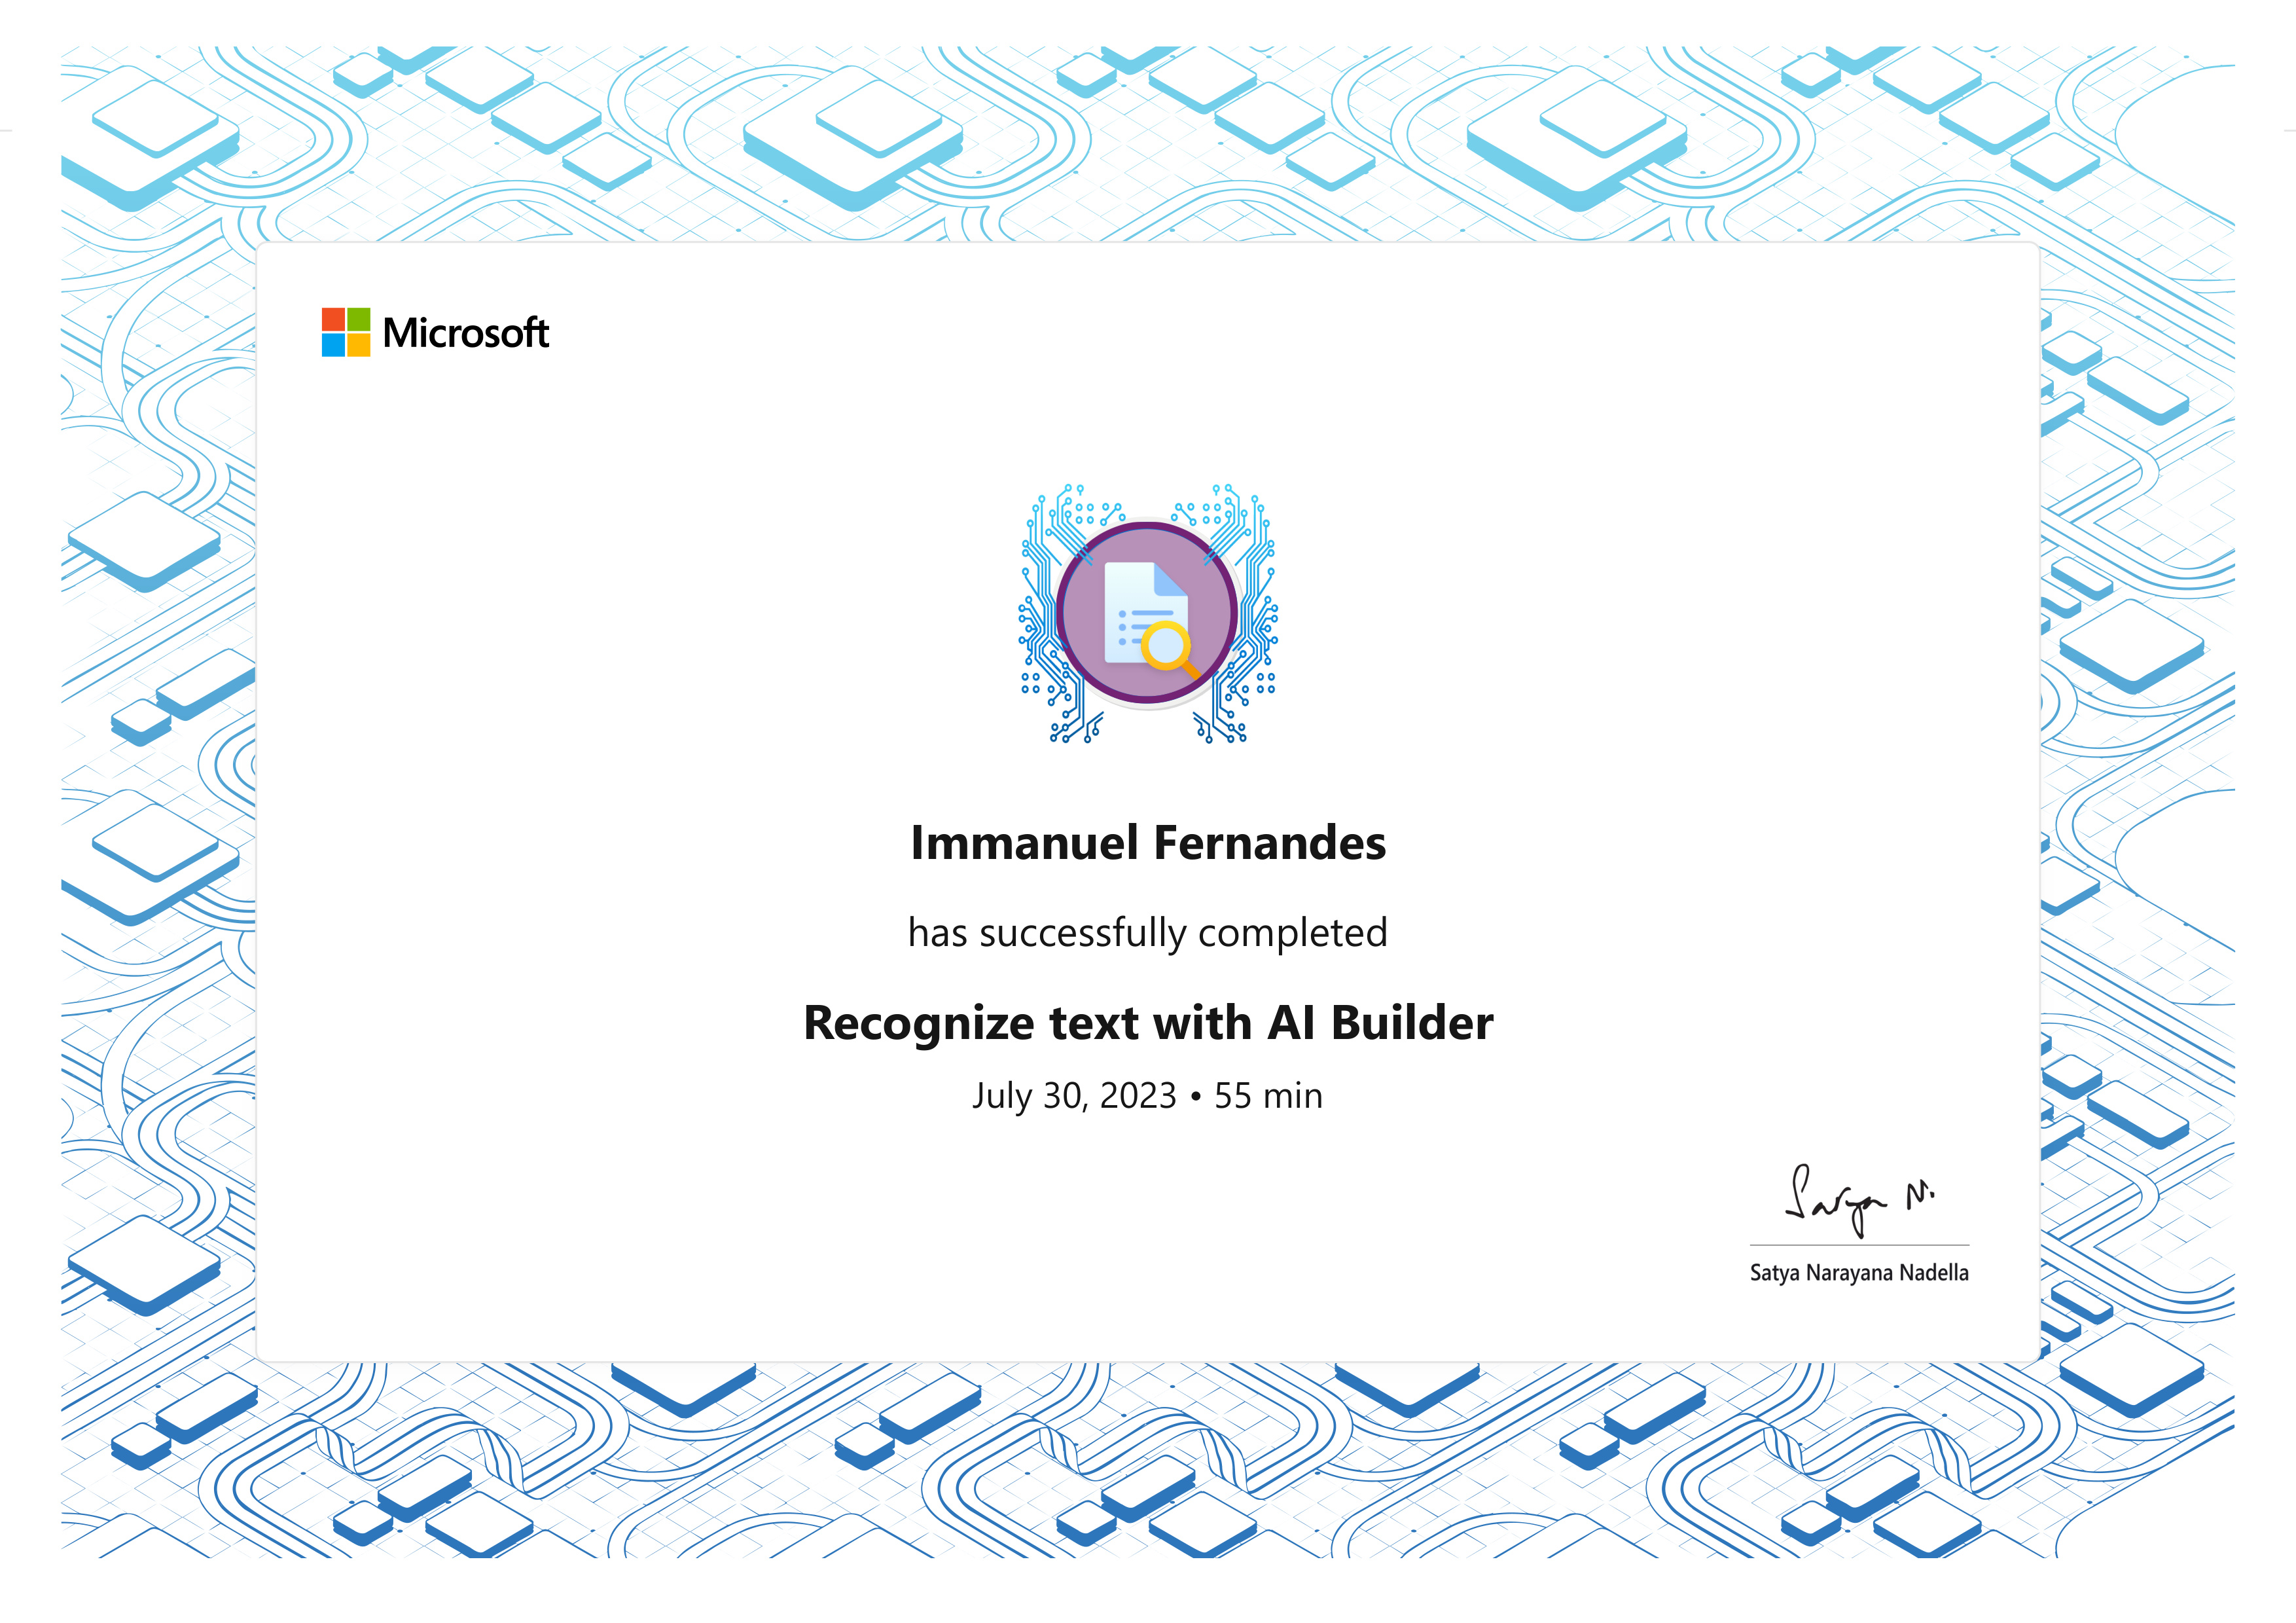 Microsoft
Immanuel Fernandes
has successfully completed
Recognize text with AI Builder
July 30, 2023 • 55 min
Satya N.
Satya Narayana Nadella